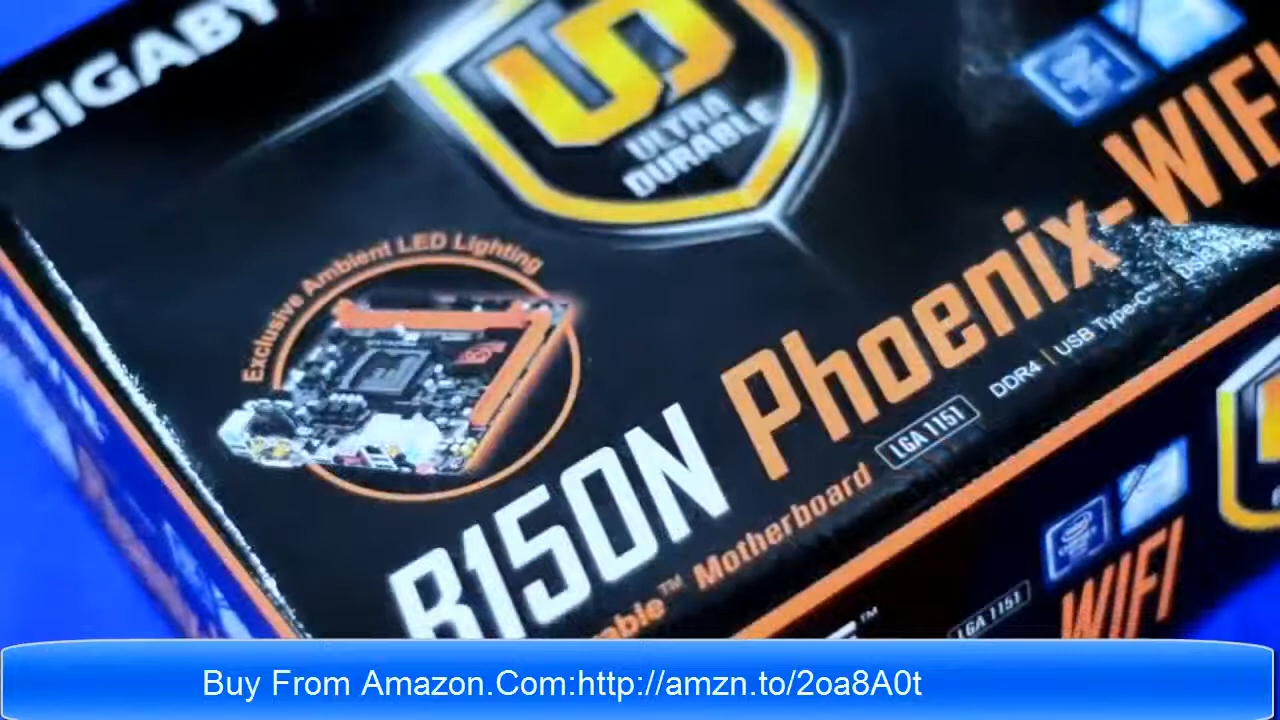 GIGABY
ULTRA
DURABLE
Exclusive Ambient LED Lighting
B150N Phoenix-WIFI
Motherboard LGA 1151 DDR4 | USB Type-C™ |
LGA 1151
WIFI
Buy From Amazon.Com:http://amzn.to/2oa8A0t